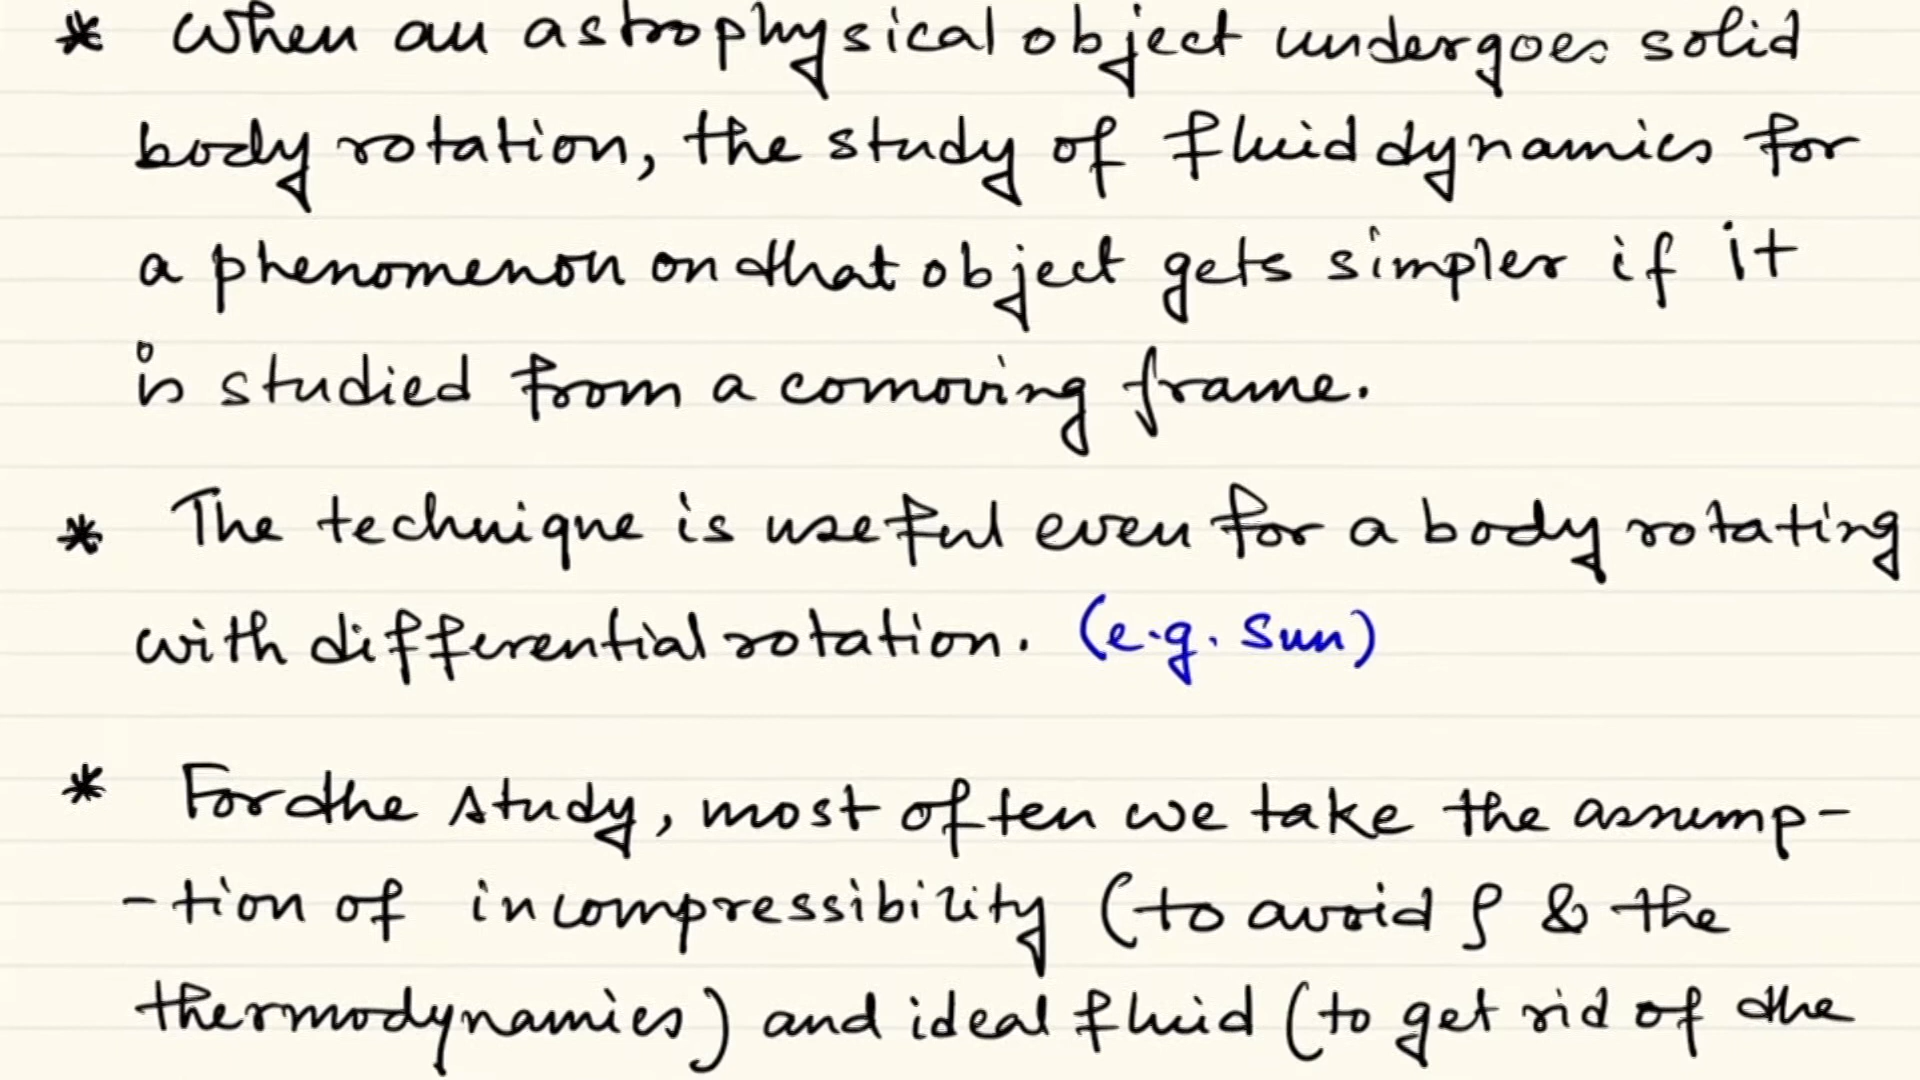 * When an astrophysical object undergoes solid
body rotation, the study of fluid dynamics for
a phenomenon on that object gets simpler if it
is studied from a comoving frame.
* The technique is useful even for a body rotating
with differential rotation. (e.g. Sun)
* For the study, most often we take the assump-
-tion of incompressibility (to avoid ρ & the
thermodynamics) and ideal fluid (to get rid of the